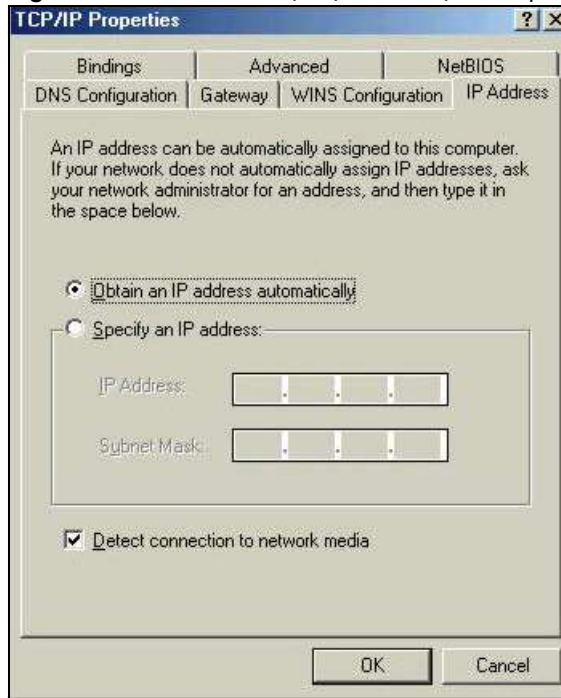 TCP/IP Properties
Bindings
Advanced
NetBIOS
DNS Configuration
Gateway
WINS Configuration
IP Address
An IP address can be automatically assigned to this computer.
If your network does not automatically assign IP addresses, ask
your network administrator for an address, and then type it in
the space below.
Obtain an IP address automatically
Specify an IP address:
IP Address:
Subnet Mask:
Detect connection to network media
OK
Cancel